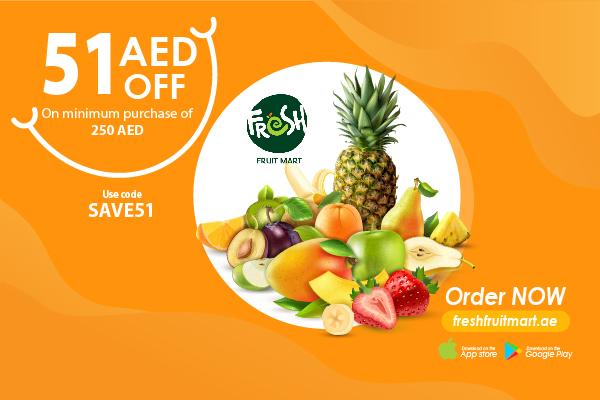 51 AED
OFF
On minimum purchase of
250 AED
Use code
SAVE51
FRESH
FRUIT MART
Order NOW
freshfruitmart.ae
Download on the
App store
Download on the
Google Play